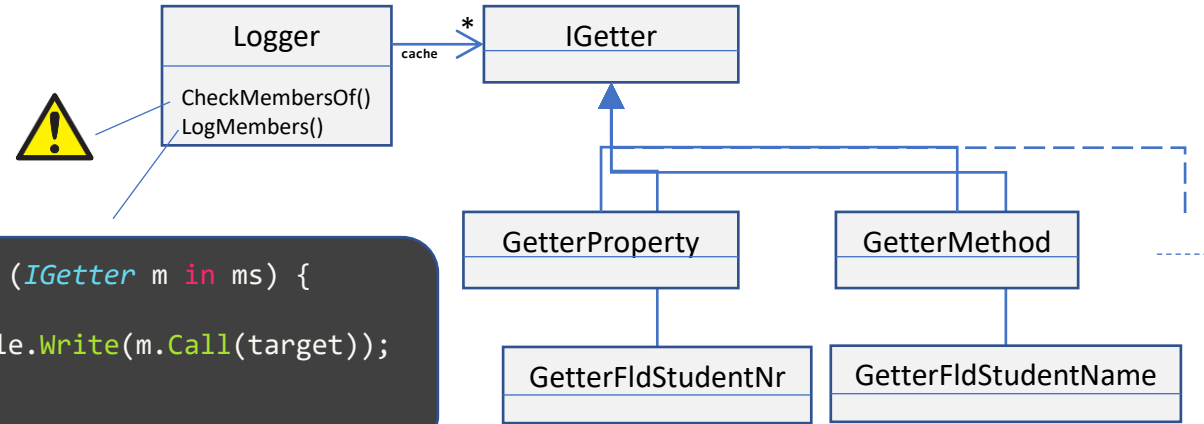 Logger
*
cache
IGetter
CheckMembersOf()
LogMembers()
GetterProperty
GetterMethod
(IGetter m in ms) {
le.Write(m.Call(target));
GetterFldStudentNr
GetterFldStudentName